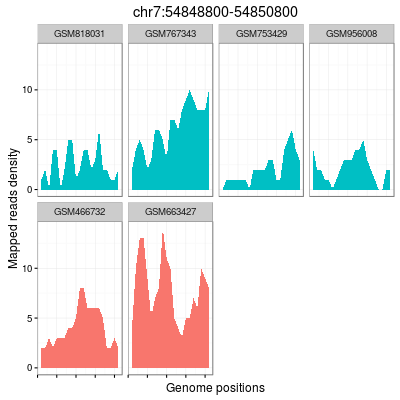 chr7:54848800-54850800
GSM818031 GSM767343 GSM753429 GSM956008
10
5
0
GSM466732 GSM663427
10
5
0
Mapped reads density
Genome positions